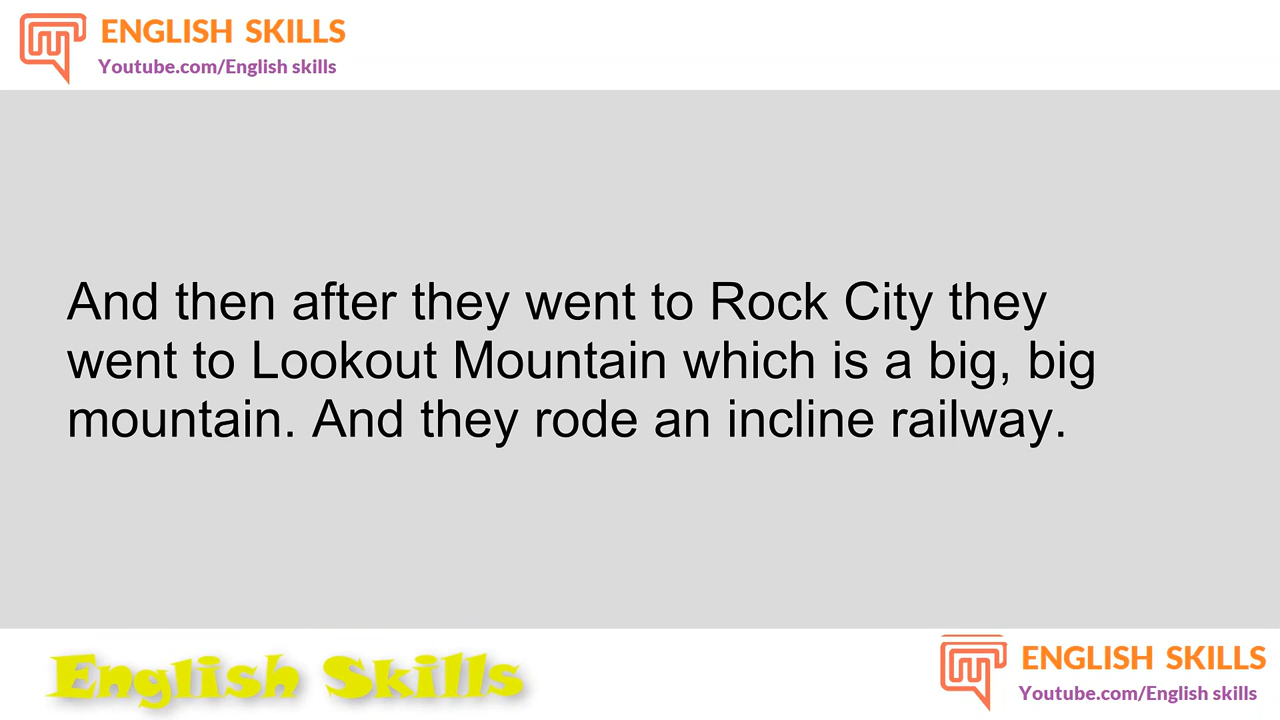 ENGLISH SKILLS
Youtube.com/English skills
And then after they went to Rock City they
went to Lookout Mountain which is a big, big
mountain. And they rode an incline railway.
English Skills
ENGLISH SKILLS
Youtube.com/English skills